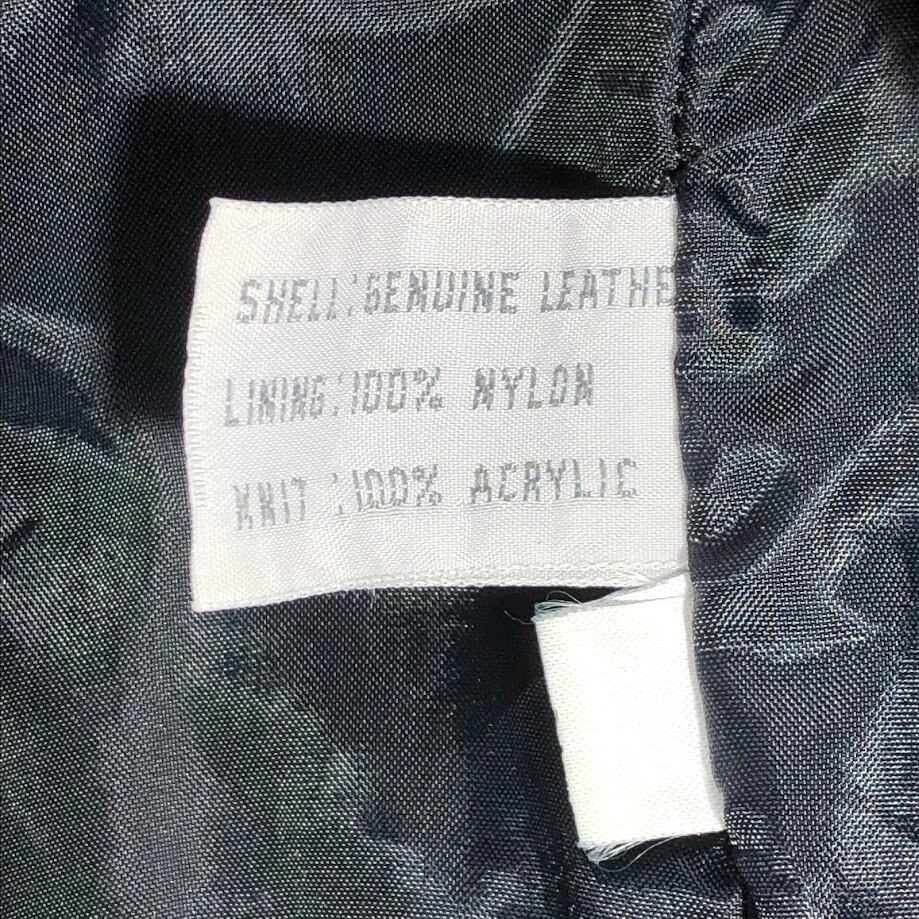 SHELL:GENUINE LEATHE
LINING:100% NYLON
KNIT :100% ACRYLIC